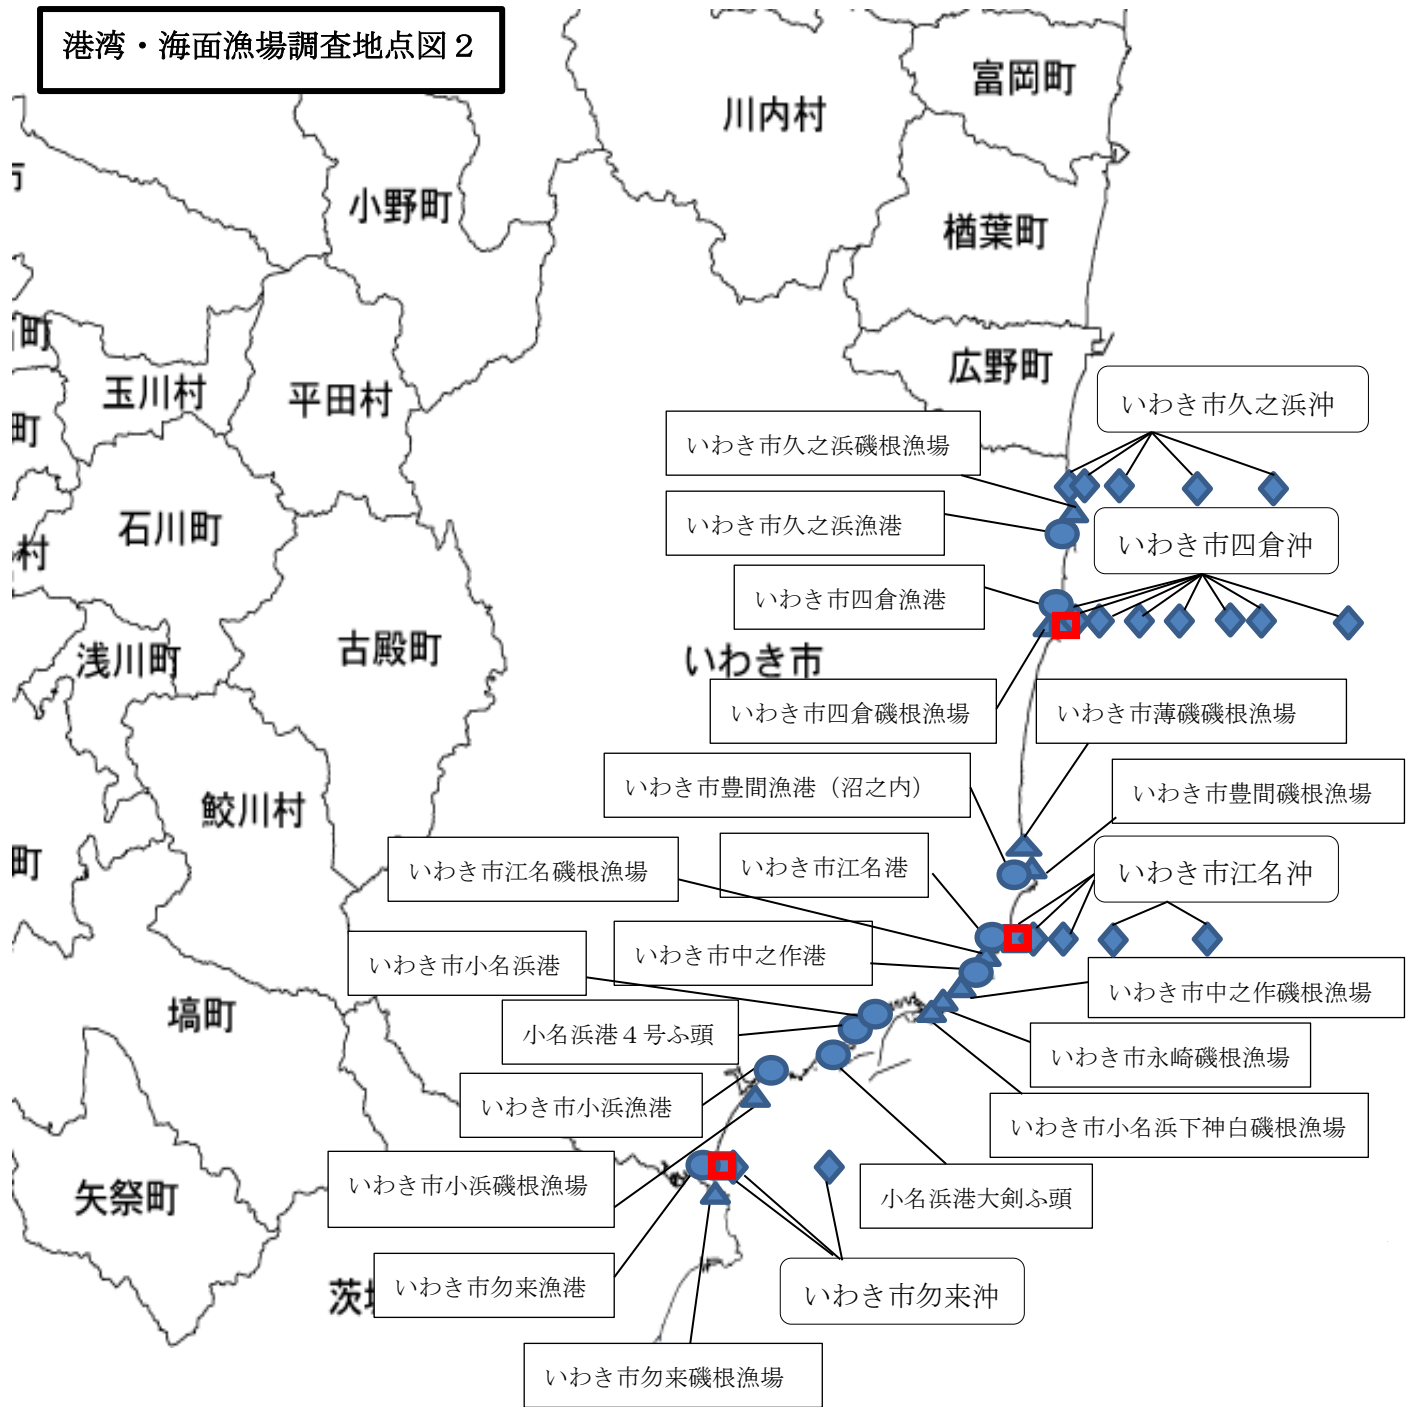 港湾・海面漁場調査地点図２
富岡町
川内村
市
小野町
楢葉町
町
広野町
玉川村
平田村
いわき市久之浜沖
町
いわき市久之浜磯根漁場
石川町
いわき市久之浜漁港
いわき市四倉沖
村
いわき市四倉漁港
古殿町
浅川町
いわき市
いわき市四倉磯根漁場
いわき市薄磯磯根漁場
いわき市豊間漁港（沼之内）
いわき市豊間磯根漁場
鮫川村
町
いわき市江名磯根漁場
いわき市江名港
いわき市江名沖
いわき市小名浜港
いわき市中之作港
いわき市中之作磯根漁場
塙町
小名浜港４号ふ頭
いわき市永崎磯根漁場
いわき市小浜漁港
いわき市小名浜下神白磯根漁場
いわき市小浜磯根漁場
矢祭町
小名浜港大剣ふ頭
いわき市勿来漁港
いわき市勿来沖
茨
いわき市勿来磯根漁場